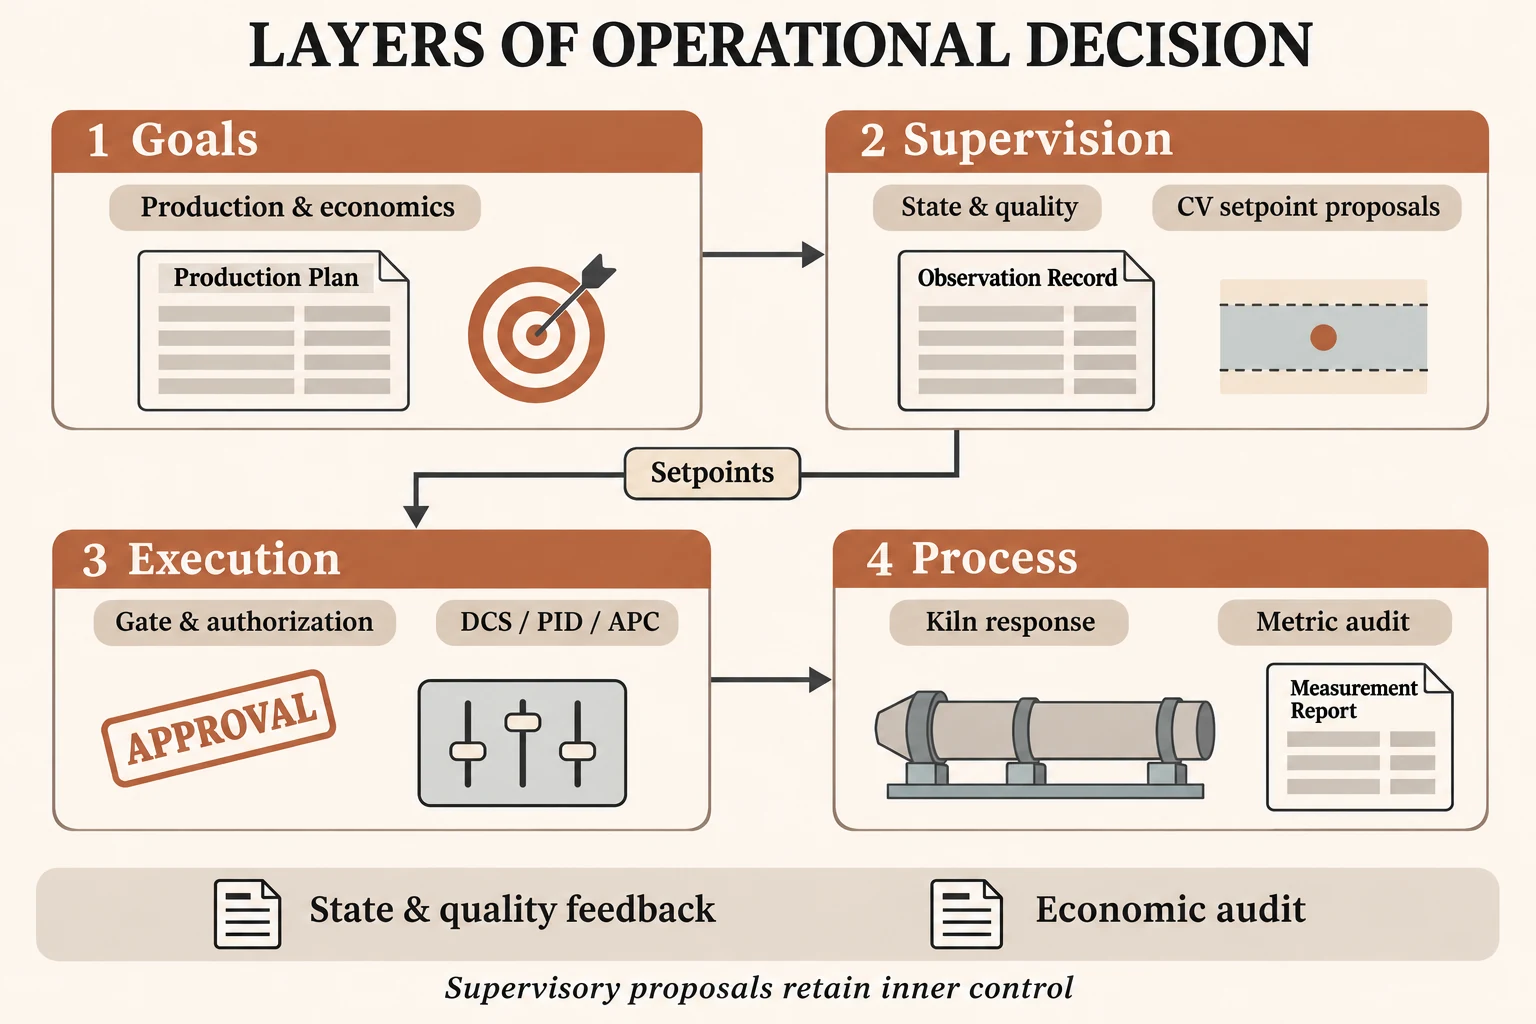 LAYERS OF OPERATIONAL DECISION
1 Goals
Production & economics
Production Plan
2 Supervision
State & quality
CV setpoint proposals
Observation Record
Setpoints
3 Execution
Gate & authorization
DCS / PID / APC
APPROVAL
4 Process
Kiln response
Metric audit
Measurement
Report
State & quality feedback
Economic audit
Supervisory proposals retain inner control